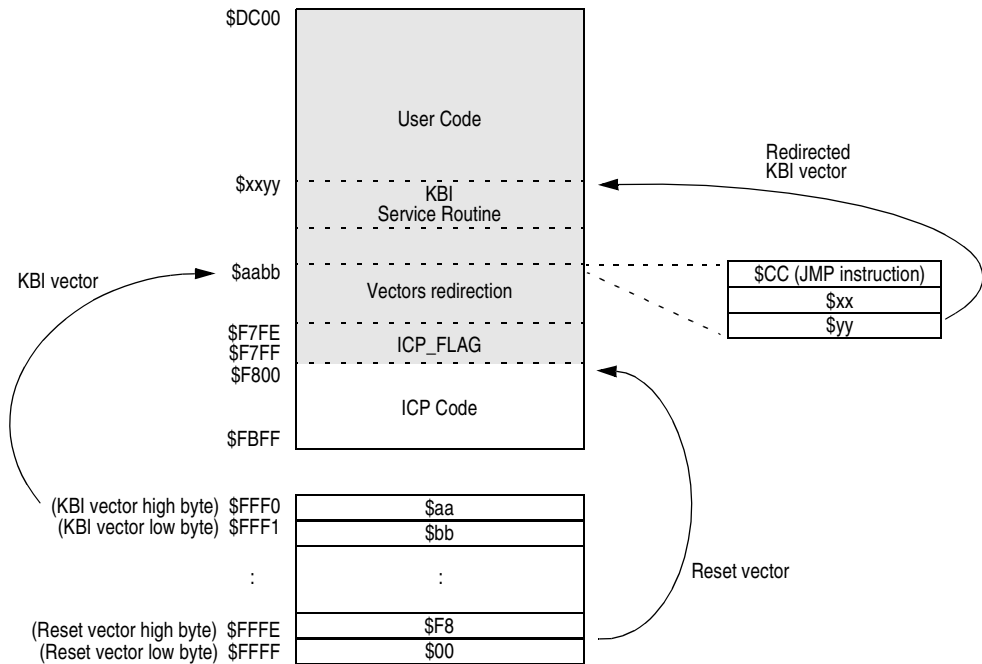 $DC00
User Code
Redirected
KBI vector
$xxyy
KBI
Service Routine
KBI vector
$aabb
$CC (JMP instruction)
Vectors redirection
$xx
$yy
$F7FE
$F7FF
ICP_FLAG
$F800
ICP Code
$FBFF
(KBI vector high byte) $FFF0
$aa
(KBI vector low byte) $FFF1
$bb
: :
Reset vector
(Reset vector high byte) $FFFE
$F8
(Reset vector low byte) $FFFF
$00